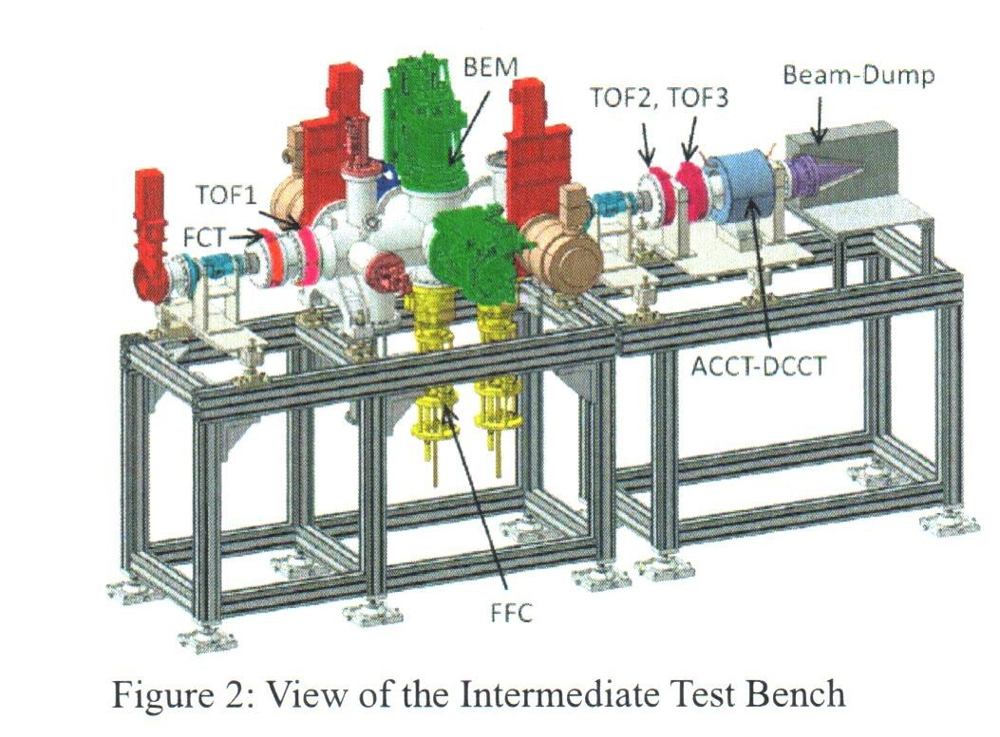 BEM
TOF2, TOF3
Beam-Dump
TOF1
FCT
ACCT-DCCT
FFC
Figure 2: View of the Intermediate Test Bench